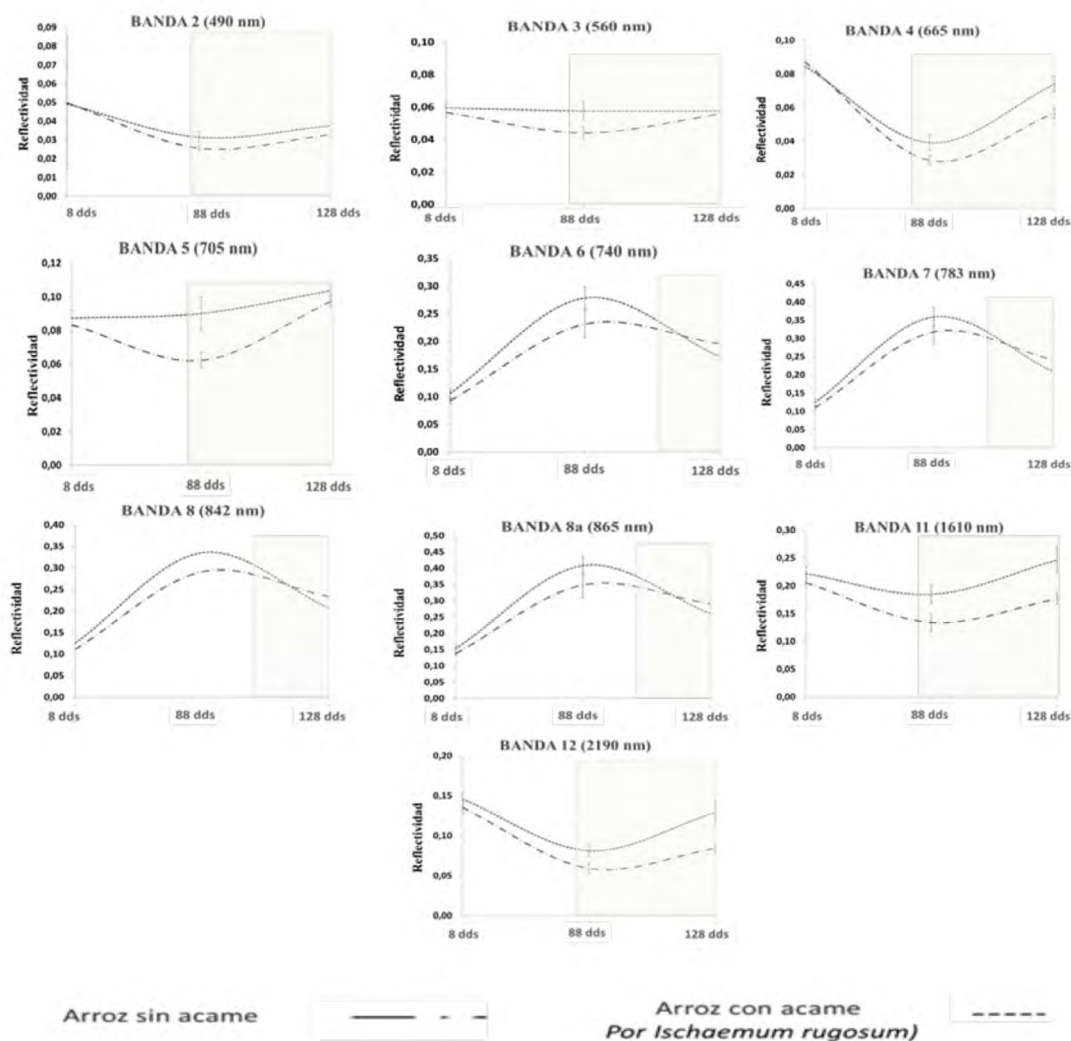 BANDA 2 (490 nm)
Reflectividad
0,09
0,08
0,07
0,06
0,05
0,04
0,03
0,02
0,01
0,00
8 dds 88 dds 128 dds
BANDA 3 (560 nm)
Reflectividad
0,10
0,08
0,06
0,04
0,02
0,00
8 dds 88 dds 128 dds
BANDA 4 (665 nm)
Reflectividad
0,10
0,08
0,06
0,04
0,02
0,00
8 dds 88 dds 128 dds
BANDA 5 (705 nm)
Reflectividad
0,12
0,10
0,08
0,06
0,04
0,02
0,00
8 dds 88 dds 128 dds
BANDA 6 (740 nm)
Reflectividad
0,35
0,30
0,25
0,20
0,15
0,10
0,05
0,00
8 dds 88 dds 128 dds
BANDA 7 (783 nm)
Reflectividad
0,45
0,40
0,35
0,30
0,25
0,20
0,15
0,10
0,05
0,00
8 dds 88 dds 128 dds
BANDA 8 (842 nm)
Reflectividad
0,40
0,35
0,30
0,25
0,20
0,15
0,10
0,05
0,00
8 dds 88 dds 128 dds
BANDA 8a (865 nm)
Reflectividad
0,50
0,45
0,40
0,35
0,30
0,25
0,20
0,15
0,10
0,05
0,00
8 dds 88 dds 128 dds
BANDA 11 (1610 nm)
Reflectividad
0,30
0,25
0,20
0,15
0,10
0,05
0,00
8 dds 88 dds 128 dds
BANDA 12 (2190 nm)
Reflectividad
0,20
0,15
0,10
0,05
0,00
8 dds 88 dds 128 dds
Arroz sin acame
Arroz con acame
Por Ischaemum rugosum)